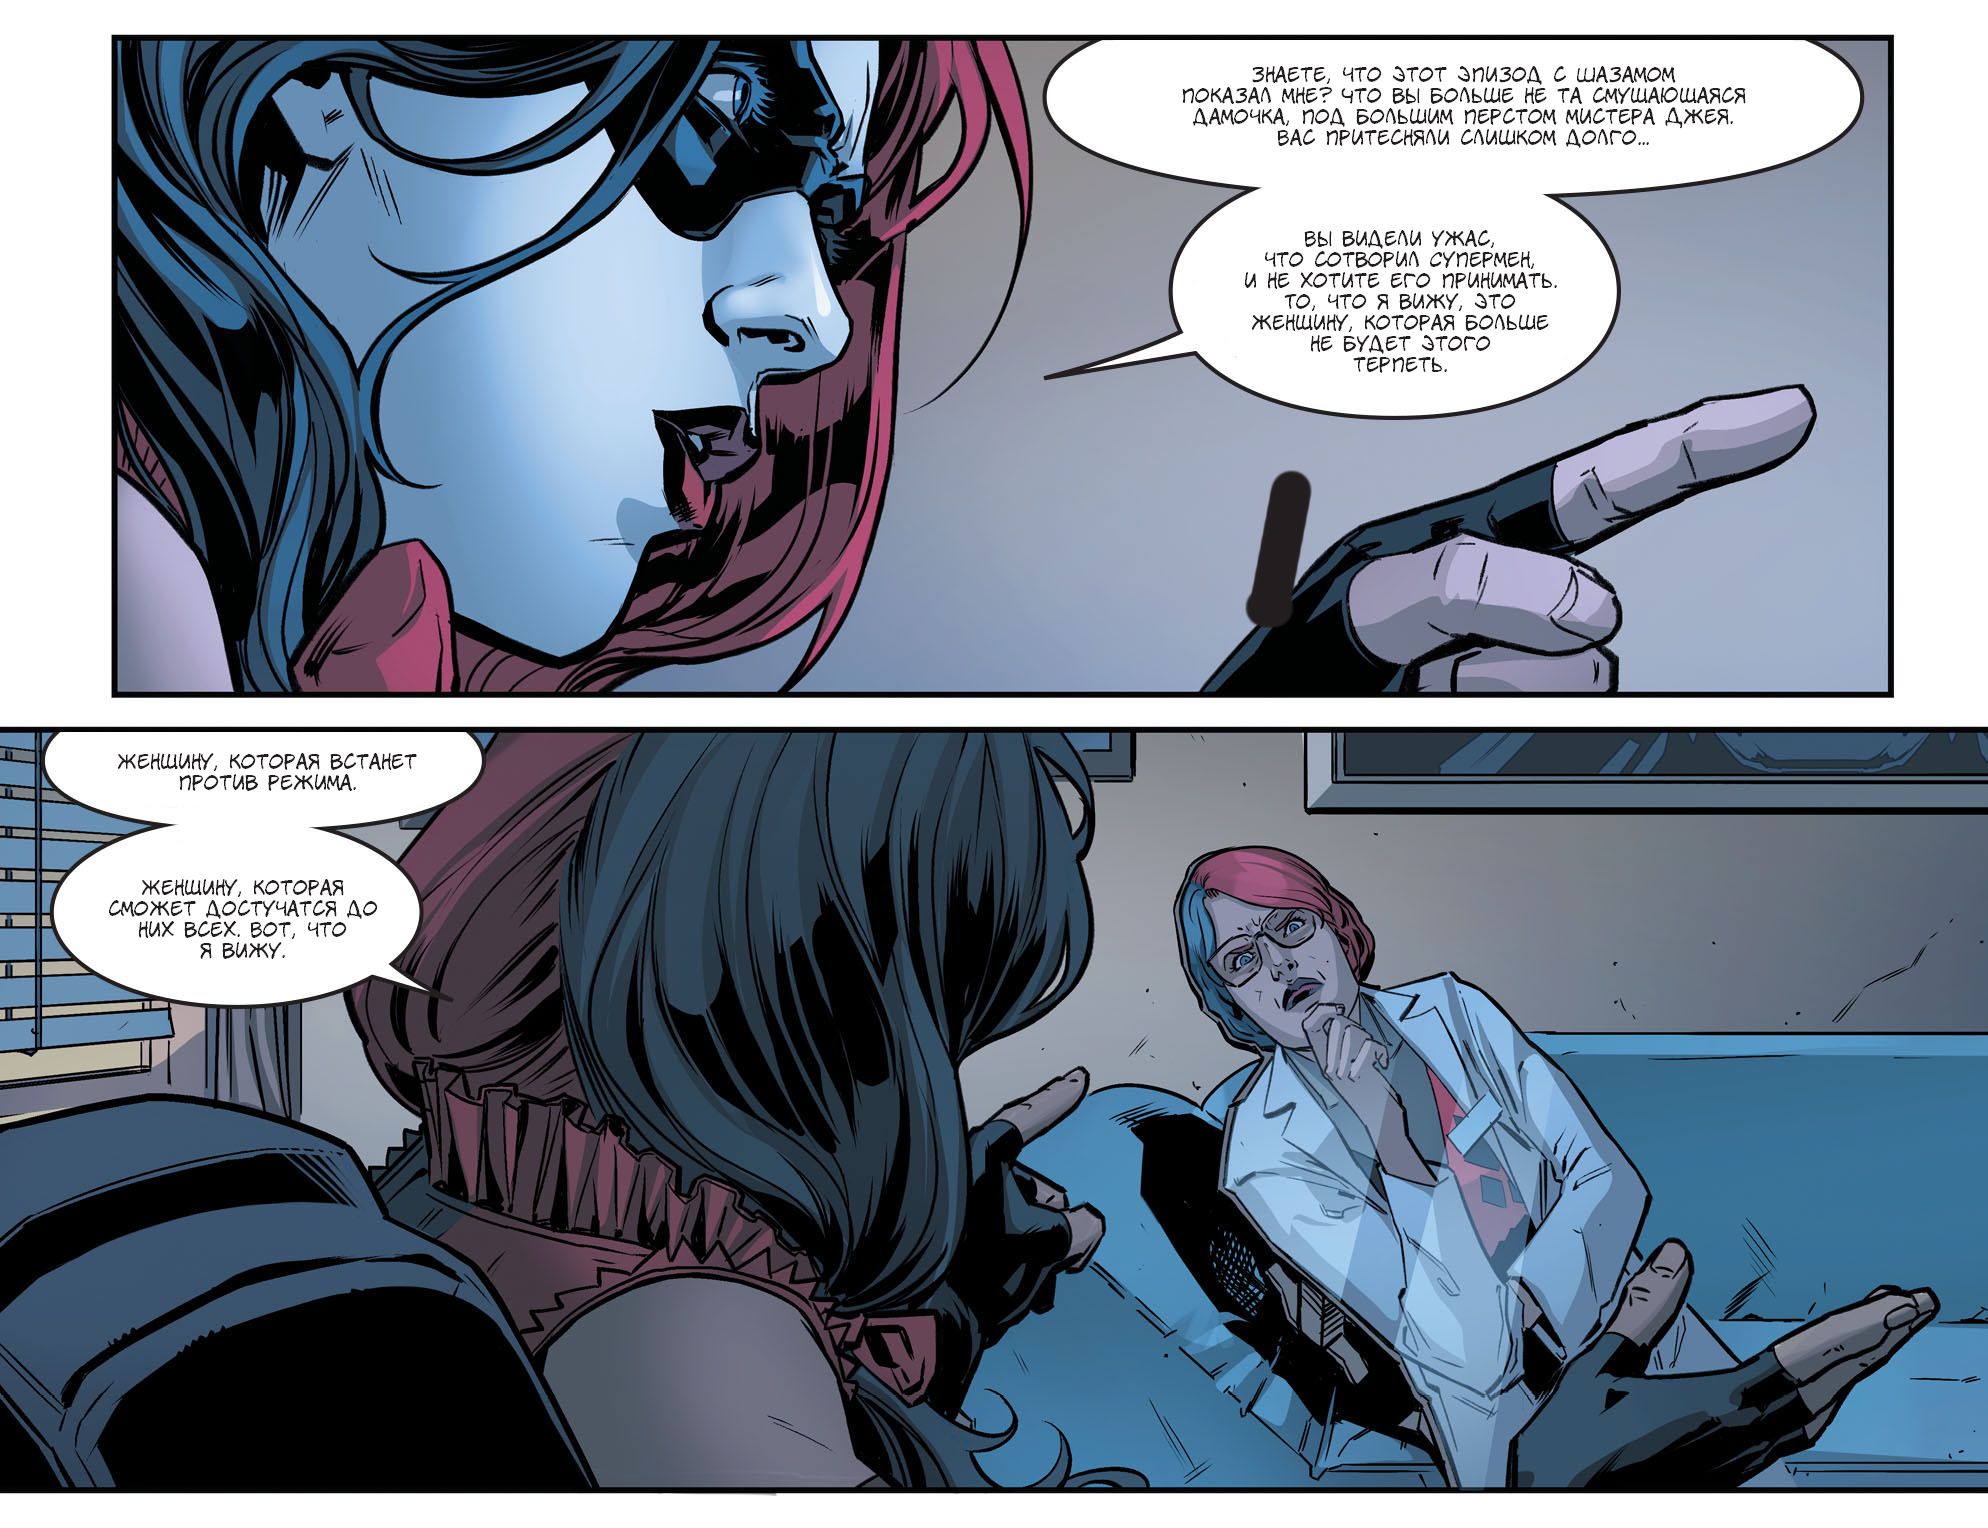 ЗНАЕТЕ, ЧТО ЭТОТ ЭПИЗОД С ШАЗАМОМ
ПОКАЗАЛ МНЕ? ЧТО ВЫ БОЛЬШЕ НЕ ТА СМУШАЮЩАЯСЯ
ДАМОЧКА, ПОД БОЛЬШИМ ПЕРСТОМ МИСТЕРА ДЖЕЯ.
ВАС ПРИТЕСНЯЛИ СЛИШКОМ ДОЛГО...
ВЫ ВИДЕЛИ УЖАС,
ЧТО СОТВОРИЛ СУПЕРМЕН,
И НЕ ХОТИТЕ ЕГО ПРИНИМАТЬ.
ТО, ЧТО Я ВИЖУ, ЭТО
ЖЕНЩИНУ, КОТОРАЯ БОЛЬШЕ
НЕ БУДЕТ ЭТОГО
ТЕРПЕТЬ.
ЖЕНЩИНУ, КОТОРАЯ ВСТАНЕТ
ПРОТИВ РЕЖИМА.
ЖЕНЩИНУ, КОТОРАЯ
СМОЖЕТ ДОСТУЧАТСЯ ДО
НИХ ВСЕХ. ВОТ, ЧТО
Я ВИЖУ.